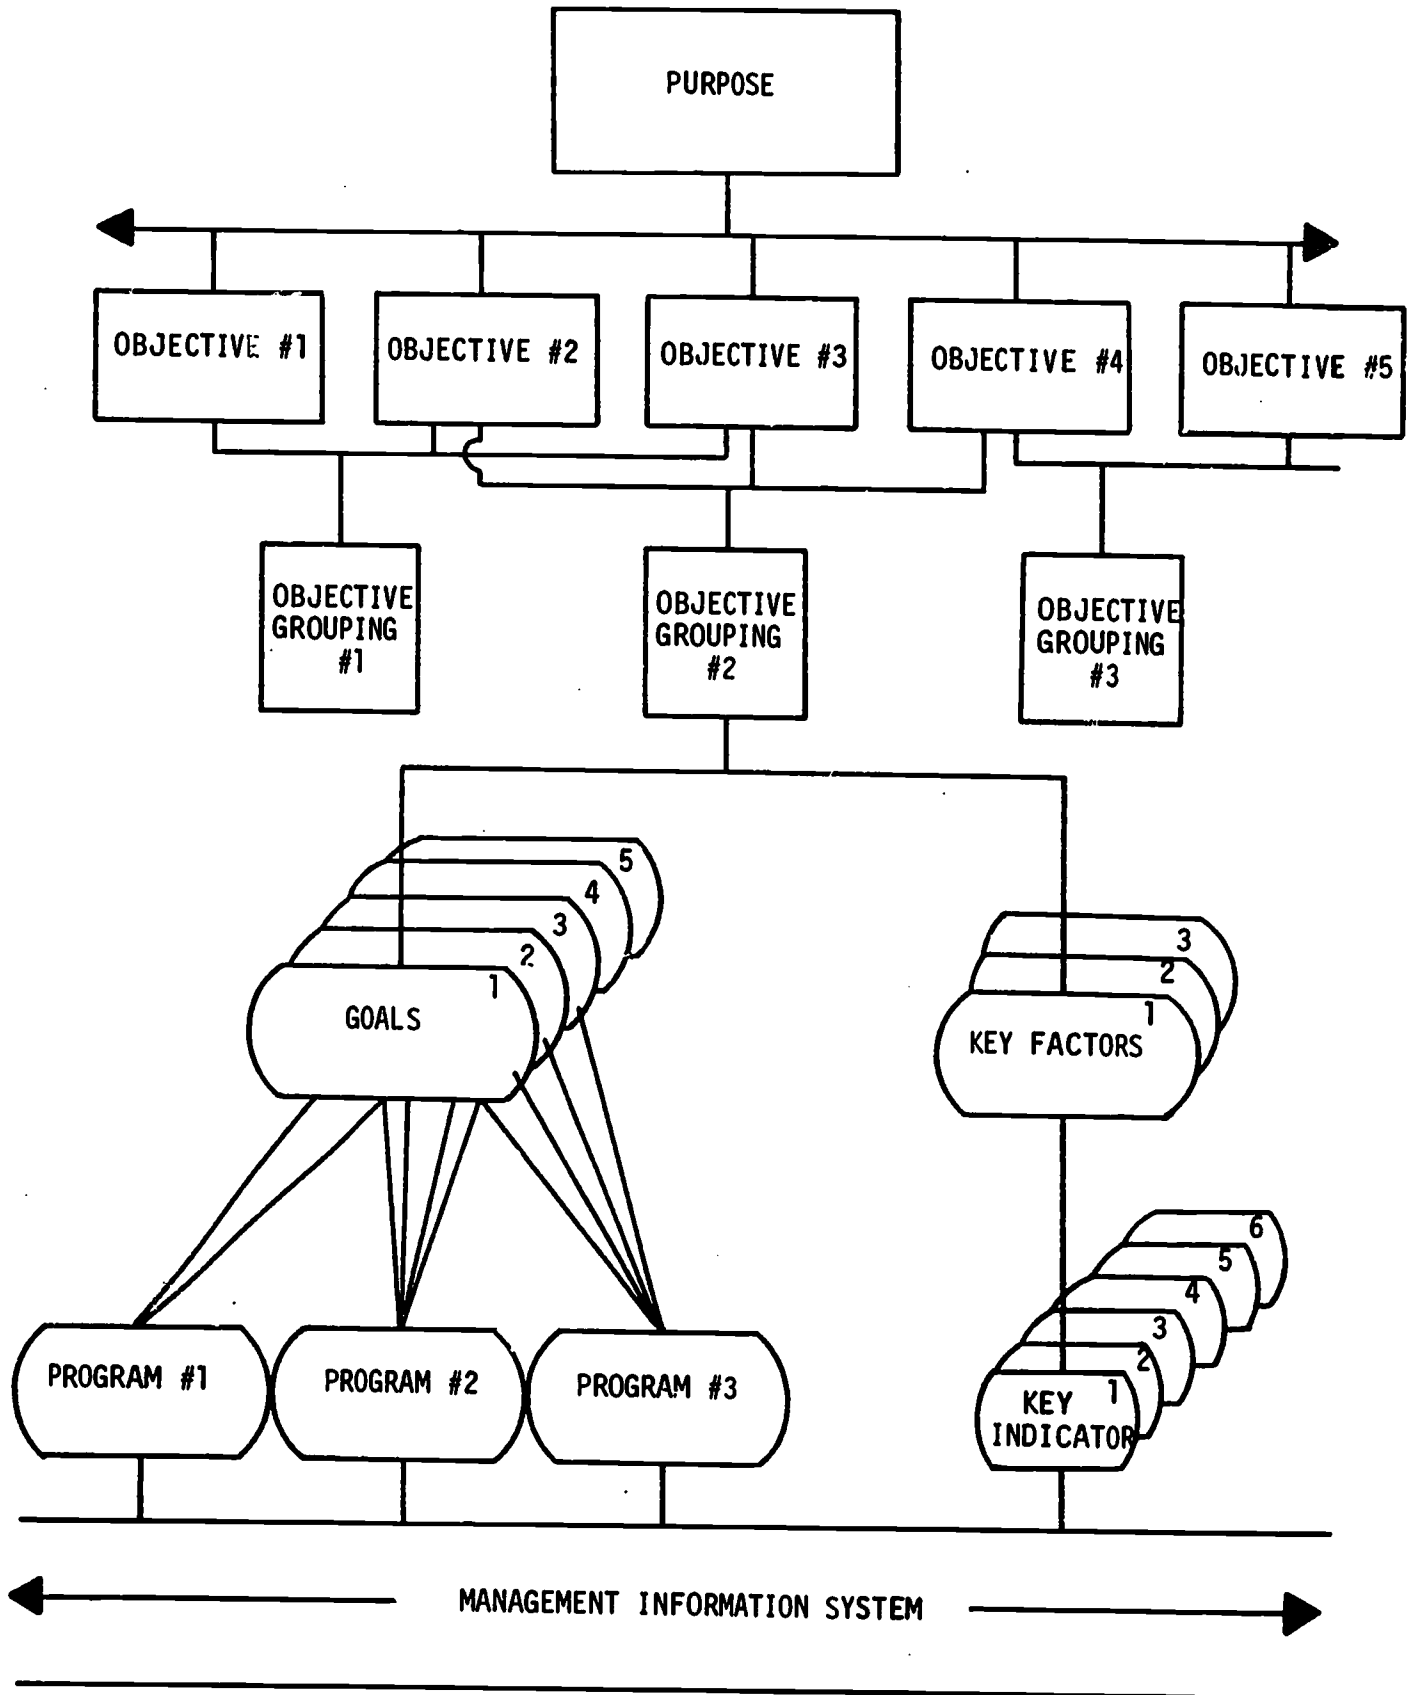 PURPOSE
OBJECTIVE #1
OBJECTIVE #2
OBJECTIVE #3
OBJECTIVE #4
OBJECTIVE #5
OBJECTIVE
GROUPING
#1
OBJECTIVE
GROUPING
#2
OBJECTIVE
GROUPING
#3
5
4
3
2
1
GOALS
3
2
1
KEY FACTORS
6
5
4
3
2
1
KEY
INDICATOR
PROGRAM #1
PROGRAM #2
PROGRAM #3
MANAGEMENT INFORMATION SYSTEM